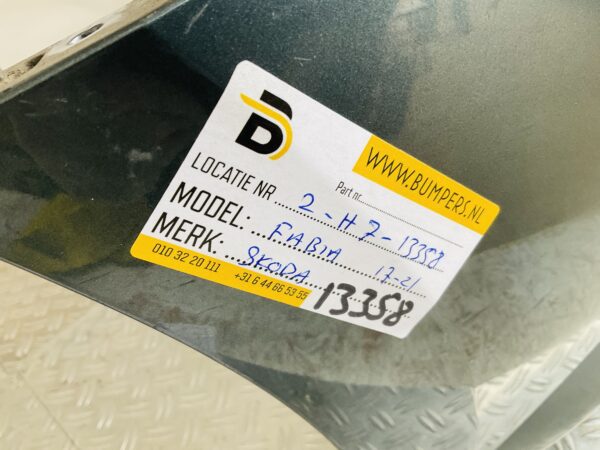 WWW.BUMPERS.NL
Part nr.
LOCATIE NR 2-H7-13358
MODEL: FABIA 17-21
MERK: SKODA
13358
010 32 20 111 +31 6 44 66 53 55